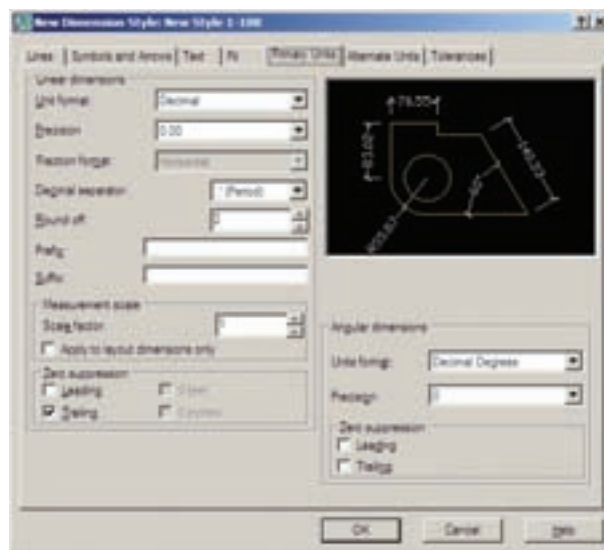 New Dimension Style: New Style 1-100
Lines Symbols and Arrows Text Fit Primary Units Alternate Units Tolerances
Linear dimensions
Unit format: Decimal
Precision 0.00
Fraction format: Horizontal
Decimal separator: '.' (Period)
Round off:
Prefix:
Suffix:
Measurement scale
Scale factor:
Apply to layout dimensions only
Zero suppression
Leading
Trailing
Angular dimensions
Units format: Decimal Degrees
Precision: 0
Zero suppression
Leading
Trailing
OK Cancel Help